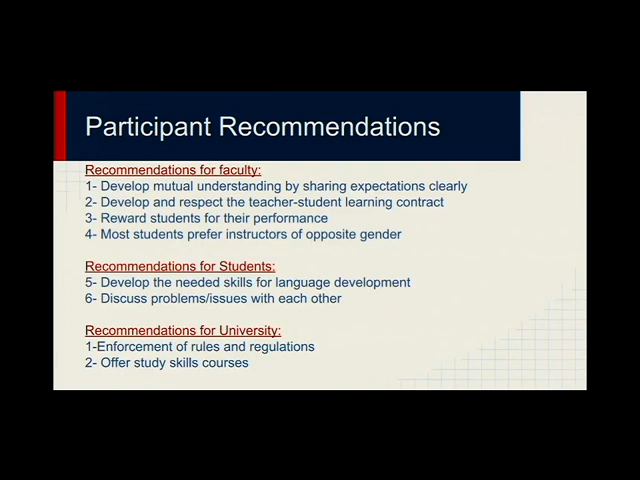 Participant Recommendations
Recommendations for faculty:
1- Develop mutual understanding by sharing expectations clearly
2- Develop and respect the teacher-student learning contract
3- Reward students for their performance
4- Most students prefer instructors of opposite gender
Recommendations for Students:
5- Develop the needed skills for language development
6- Discuss problems/issues with each other
Recommendations for University:
1-Enforcement of rules and regulations
2- Offer study skills courses